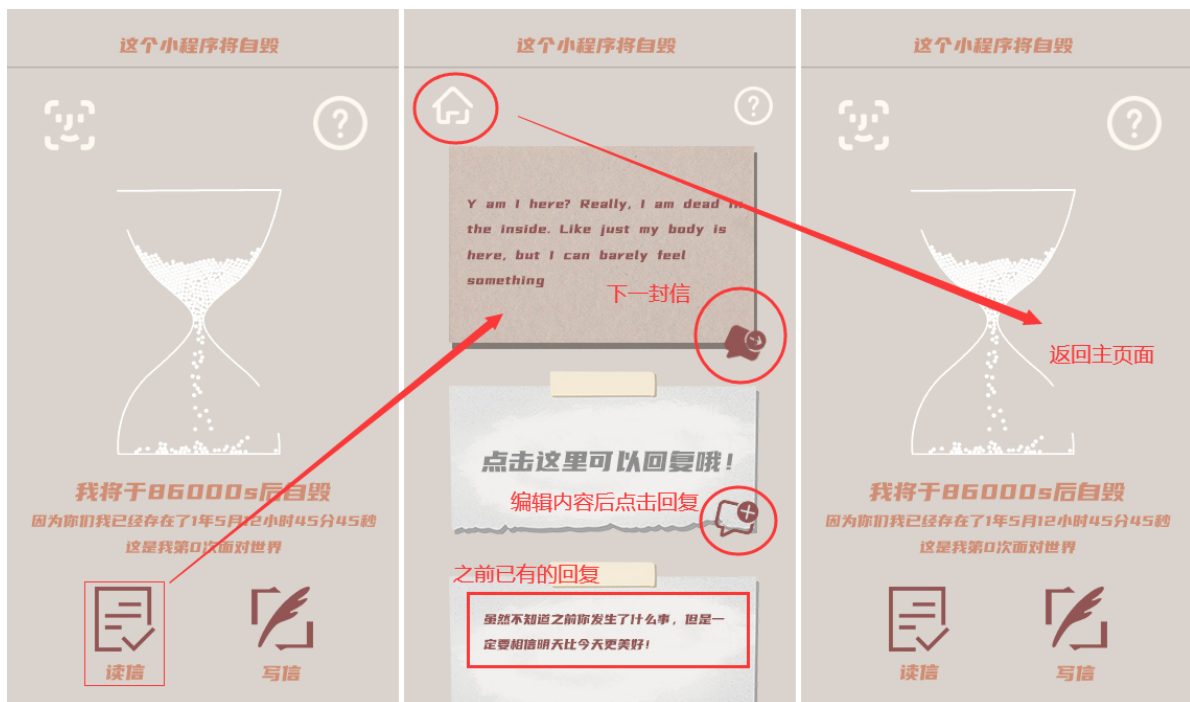 这个小程序将自毁
我将于86000s后自毁
因为你们我已经存在了1年5月12小时45分45秒
这是我第0次面对世界
读信
写信
这个小程序将自毁
Y am I here? Really, I am dead in
the inside. Like just my body is
here, but I can barely feel
something
下一封信
点击这里可以回复哦!
编辑内容后点击回复
之前已有的回复
虽然不知道之前你发生了什么事，但是一
定要相信明天比今天更美好!
这个小程序将自毁
返回主页面
我将于86000s后自毁
因为你们我已经存在了1年5月12小时45分45秒
这是我第0次面对世界
读信
写信